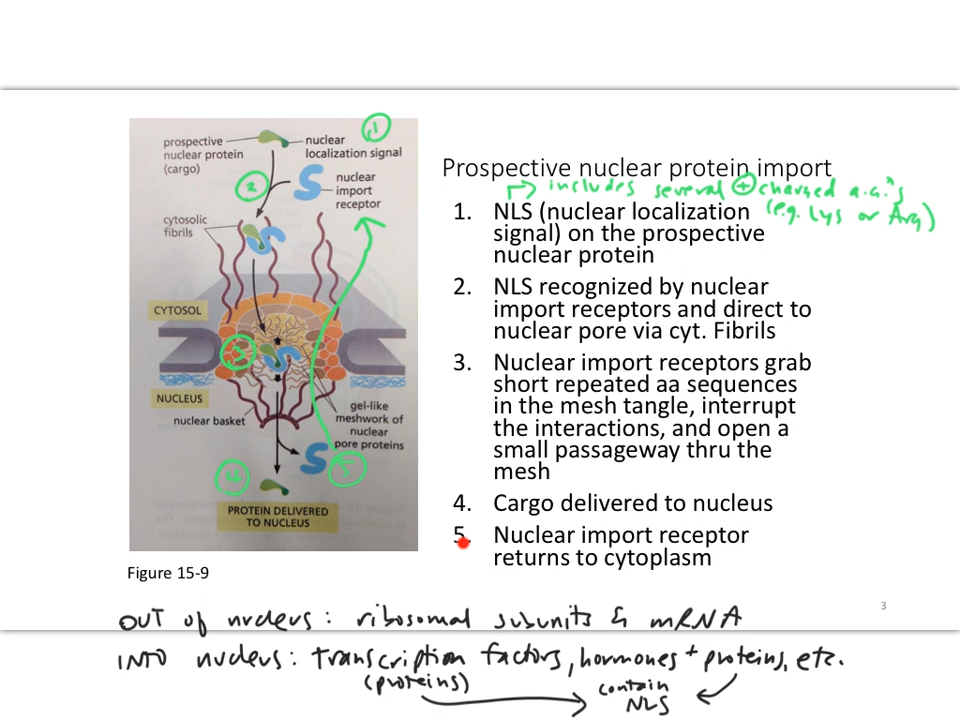 prospective
nuclear protein
(cargo)
nuclear
localization signal
1
2
nuclear
import
receptor
cytosolic
fibrils
CYTOSOL
3
NUCLEUS
nuclear basket
gel-like
meshwork of
nuclear
pore proteins
4
5
PROTEIN DELIVERED
TO NUCLEUS
Figure 15-9
Prospective nuclear protein import
→ includes several ⊕ charged a.a.'s
(e.g. Lys or Arg)
1. NLS (nuclear localization
signal) on the prospective
nuclear protein
2. NLS recognized by nuclear
import receptors and direct to
nuclear pore via cyt. Fibrils
3. Nuclear import receptors grab
short repeated aa sequences
in the mesh tangle, interrupt
the interactions, and open a
small passageway thru the
mesh
4. Cargo delivered to nucleus
5. Nuclear import receptor
returns to cytoplasm
3
OUT of nucleus: ribosomal subunits & mRNA
INTO nucleus: transcription factors, hormones + proteins, etc.
(proteins) → contain
NLS